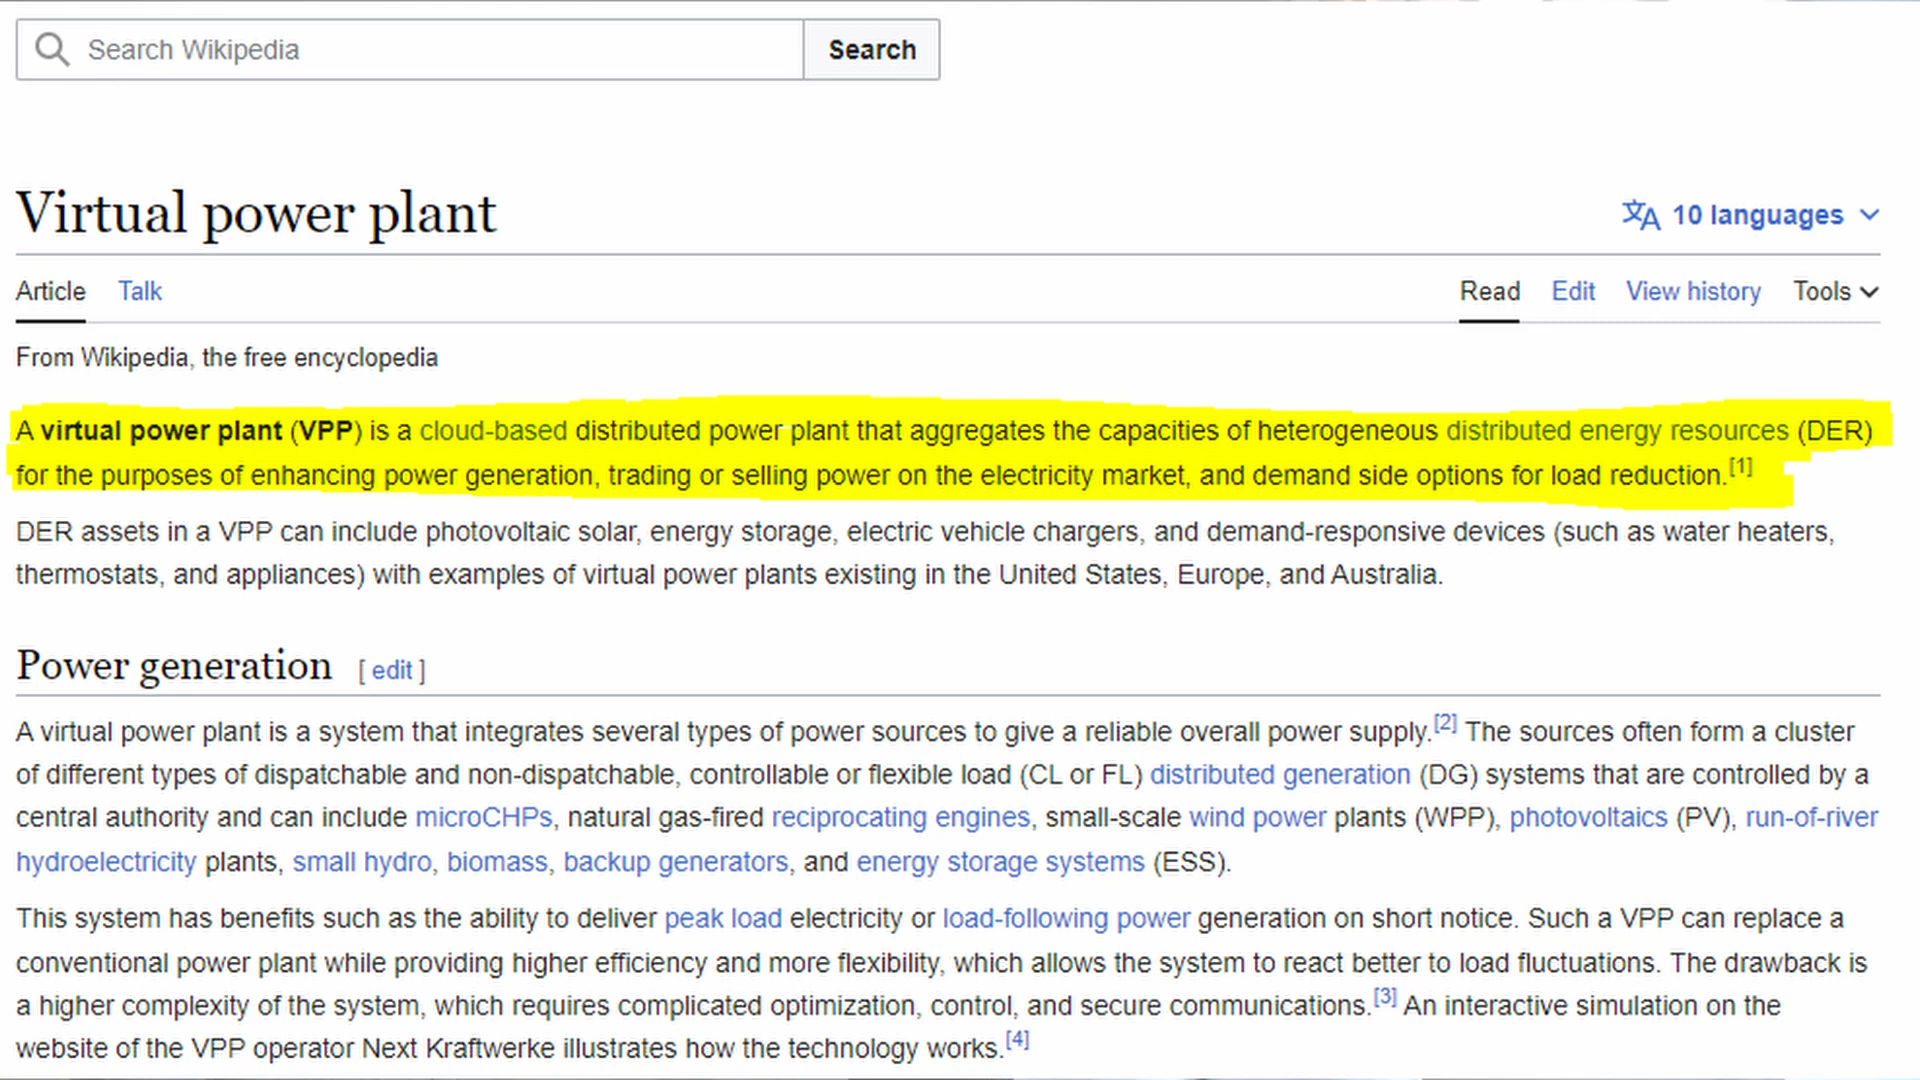 Search Wikipedia
Search
Virtual power plant
10 languages
Article Talk
Read Edit View history Tools
From Wikipedia, the free encyclopedia
A virtual power plant (VPP) is a cloud-based distributed power plant that aggregates the capacities of heterogeneous distributed energy resources (DER)
for the purposes of enhancing power generation, trading or selling power on the electricity market, and demand side options for load reduction.[1]
DER assets in a VPP can include photovoltaic solar, energy storage, electric vehicle chargers, and demand-responsive devices (such as water heaters,
thermostats, and appliances) with examples of virtual power plants existing in the United States, Europe, and Australia.
Power generation [ edit ]
A virtual power plant is a system that integrates several types of power sources to give a reliable overall power supply.[2] The sources often form a cluster
of different types of dispatchable and non-dispatchable, controllable or flexible load (CL or FL) distributed generation (DG) systems that are controlled by a
central authority and can include microCHPs, natural gas-fired reciprocating engines, small-scale wind power plants (WPP), photovoltaics (PV), run-of-river
hydroelectricity plants, small hydro, biomass, backup generators, and energy storage systems (ESS).
This system has benefits such as the ability to deliver peak load electricity or load-following power generation on short notice. Such a VPP can replace a
conventional power plant while providing higher efficiency and more flexibility, which allows the system to react better to load fluctuations. The drawback is
a higher complexity of the system, which requires complicated optimization, control, and secure communications.[3] An interactive simulation on the
website of the VPP operator Next Kraftwerke illustrates how the technology works.[4]